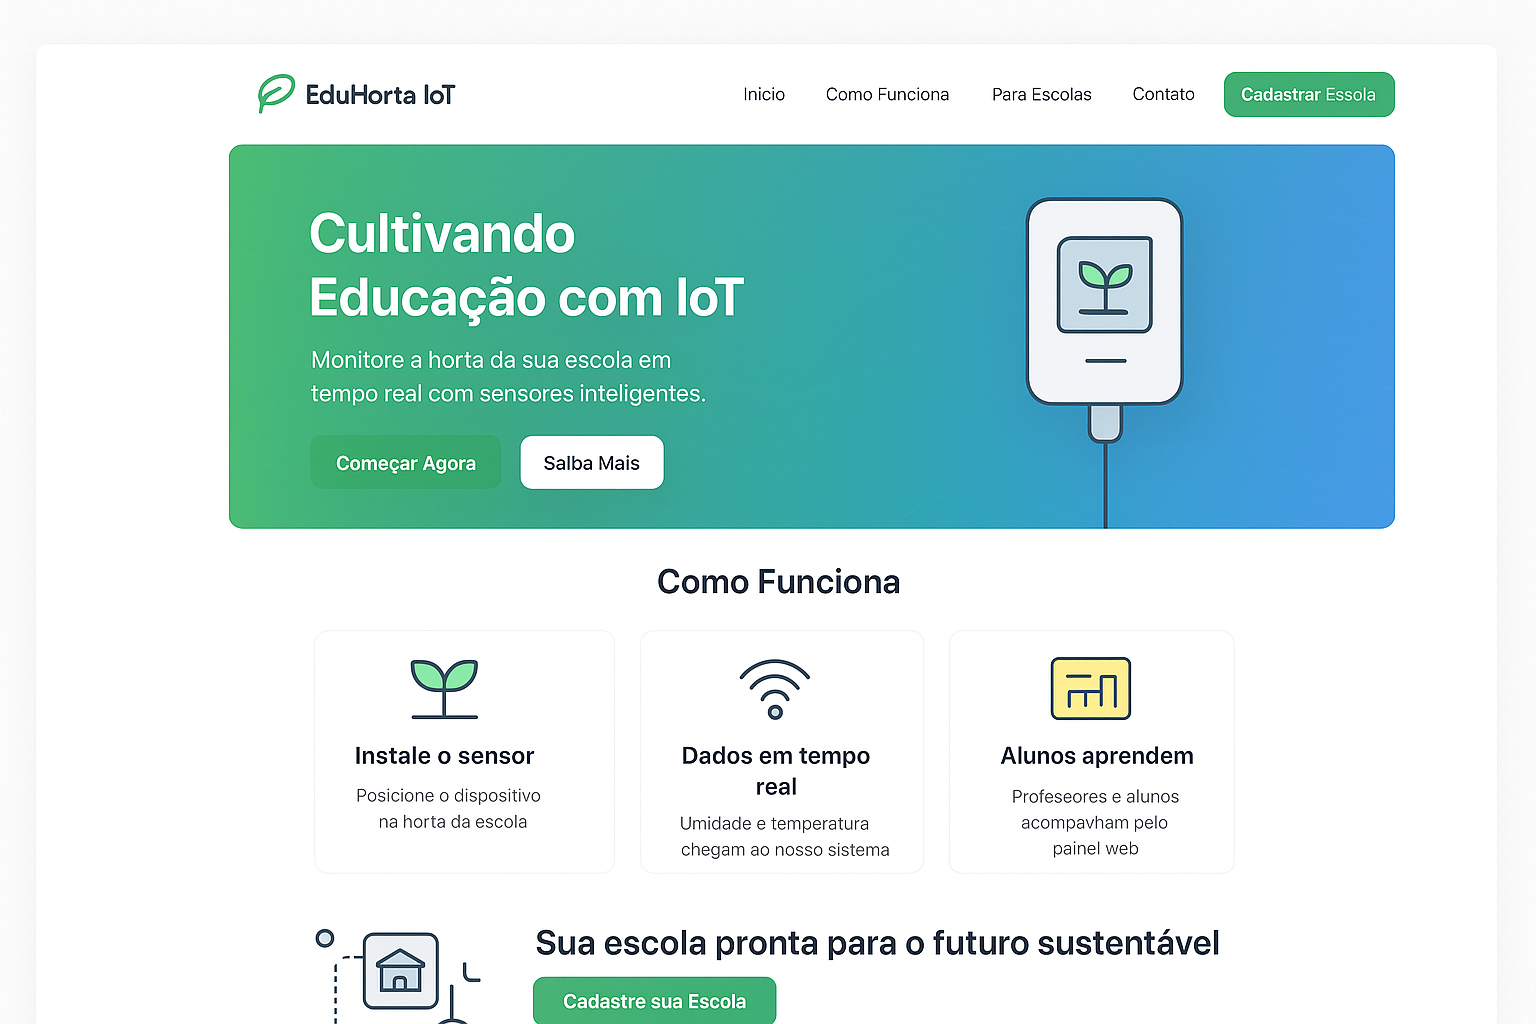 EduHorta IoT
Inicio
Como Funciona
Para Escolas
Contato
Cadastrar Essola
Cultivando
Educação com IoT
Monitore a horta da sua escola em
tempo real com sensores inteligentes.
Começar Agora
Salba Mais
Como Funciona
Instale o sensor
Posicione o dispositivo
na horta da escola
Dados em tempo
real
Umidade e temperatura
chegam ao nosso sistema
Alunos aprendem
Profeseores e alunos
acompavham pelo
painel web
Sua escola pronta para o futuro sustentável
Cadastre sua Escola